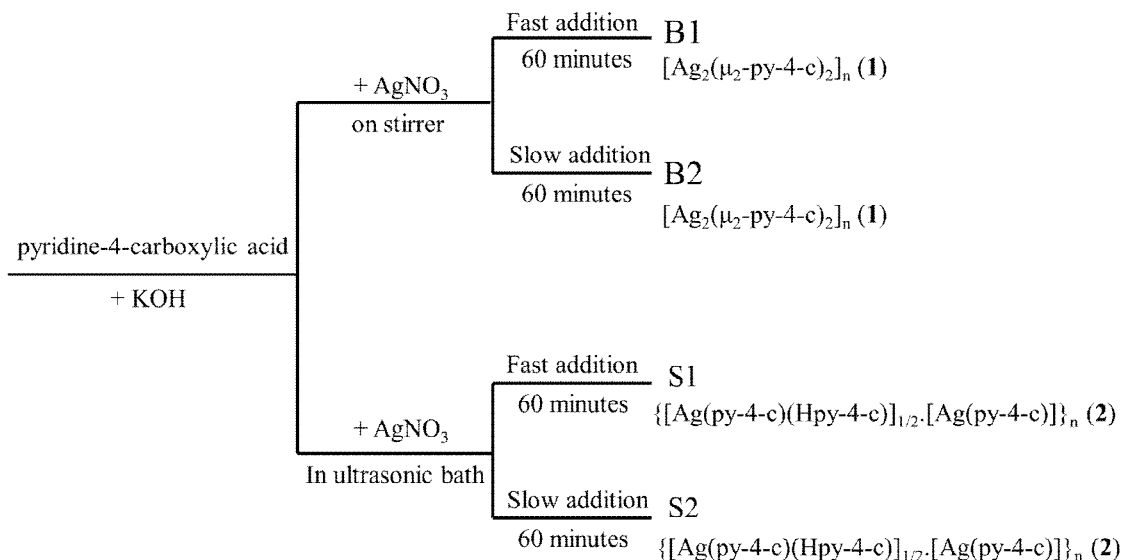 Fast addition
B1
60 minutes
[Ag₂(μ₂-py-4-c)₂]ₙ (1)
+ AgNO₃
on stirrer
Slow addition
B2
60 minutes
[Ag₂(μ₂-py-4-c)₂]ₙ (1)
pyridine-4-carboxylic acid
+ KOH
Fast addition
S1
60 minutes
{[Ag(py-4-c)(Hpy-4-c)]₁/₂.[Ag(py-4-c)]}ₙ (2)
+ AgNO₃
In ultrasonic bath
Slow addition
S2
60 minutes
{[Ag(py-4-c)(Hpy-4-c)]₁/₂.[Ag(py-4-c)]}ₙ (2)